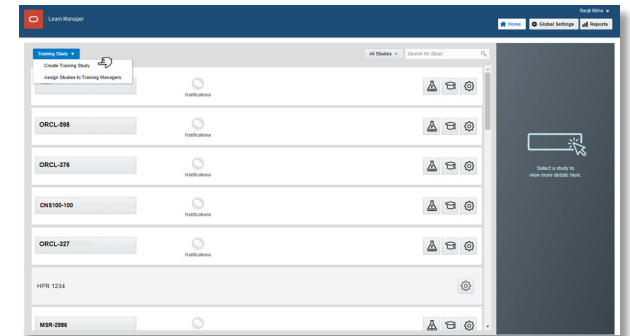 Ranjit Bikha
Learn Manager
Home
Global Settings
Reports
Training Study
All Studies
Search for Study
Create Training Study
Assign Studies to Training Managers
Notifications
ORCL-598
Notifications
ORCL-376
Notifications
CNS100-100
Notifications
ORCL-327
Notifications
HPR 1234
MSR-2986
Select a study to
view more details here.